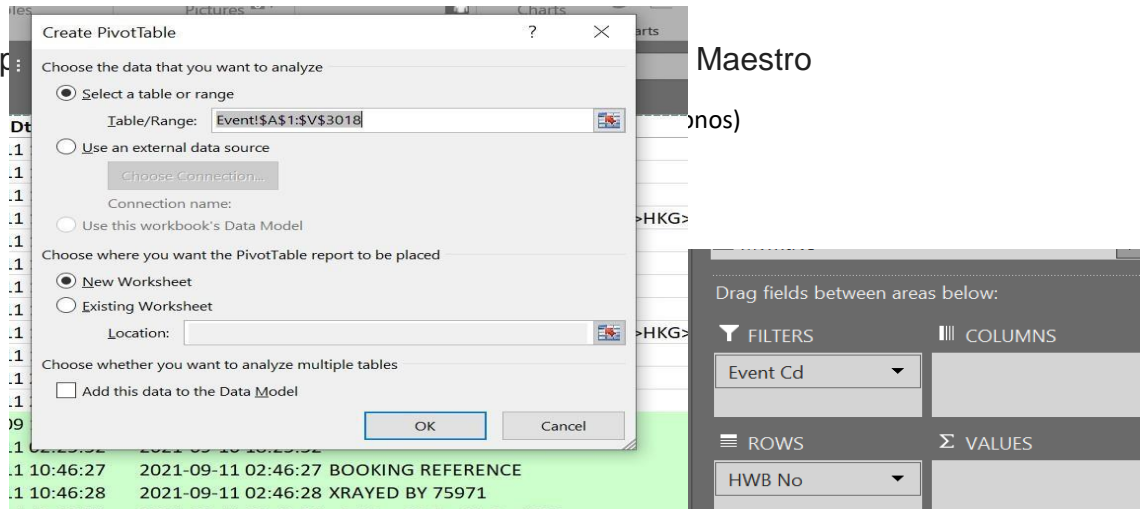 Pictures
Charts
Create PivotTable ? ×
Choose the data that you want to analyze
Select a table or range
Table/Range: Event!$A$1:$V$3018
Use an external data source
Choose Connection...
Connection name:
Use this workbook's Data Model
Choose where you want the PivotTable report to be placed
New Worksheet
Existing Worksheet
Location:
Choose whether you want to analyze multiple tables
Add this data to the Data Model
OK Cancel
Maestro
Dt
>HKG>
>HKG>
10:46:27 2021-09-11 02:46:27 BOOKING REFERENCE
10:46:28 2021-09-11 02:46:28 XRAYED BY 75971
Drag fields between areas below:
FILTERS COLUMNS
Event Cd
ROWS Σ VALUES
HWB No